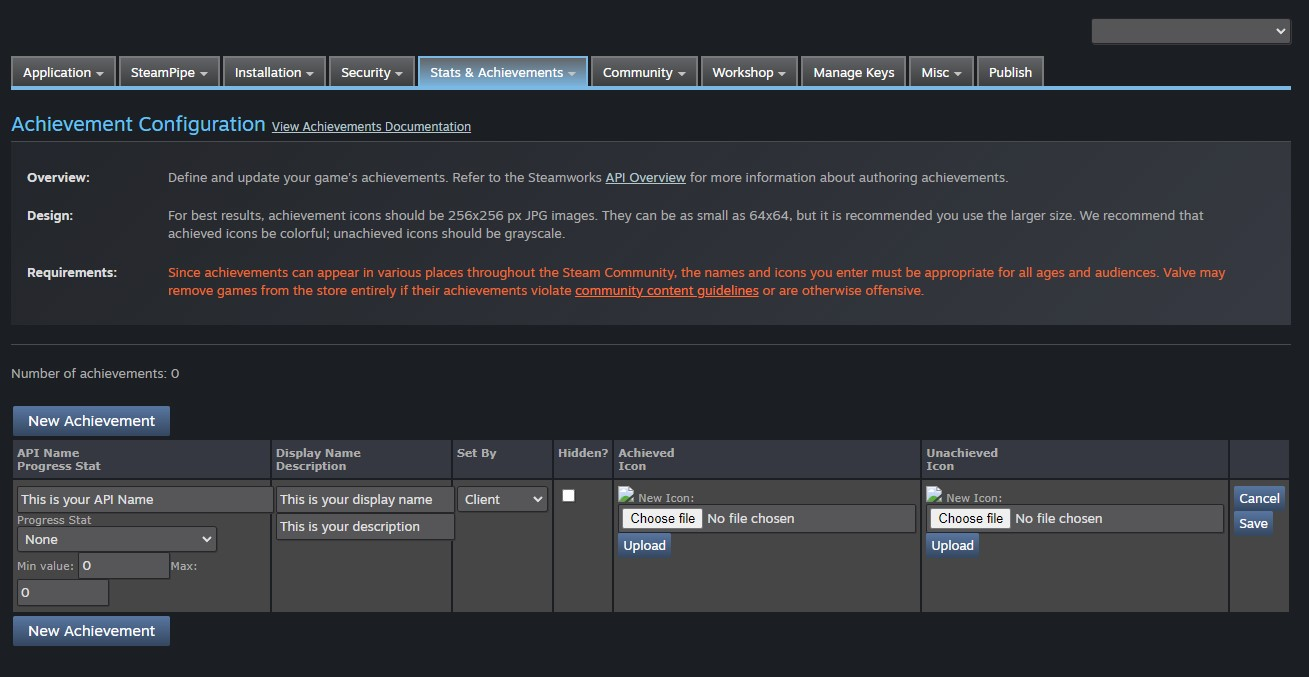 Application SteamPipe Installation Security Stats & Achievements Community Workshop Manage Keys Misc Publish
Achievement Configuration View Achievements Documentation
Overview: Define and update your game's achievements. Refer to the Steamworks API Overview for more information about authoring achievements.
Design: For best results, achievement icons should be 256x256 px JPG images. They can be as small as 64x64, but it is recommended you use the larger size. We recommend that
achieved icons be colorful; unachieved icons should be grayscale.
Requirements: Since achievements can appear in various places throughout the Steam Community, the names and icons you enter must be appropriate for all ages and audiences. Valve may
remove games from the store entirely if their achievements violate community content guidelines or are otherwise offensive.
Number of achievements: 0
New Achievement
API Name Display Name Set By Hidden? Achieved Unachieved
Progress Stat Description Icon Icon
This is your API Name This is your display name Client New Icon: New Icon: Cancel
Progress Stat This is your description Choose file No file chosen Choose file No file chosen Save
None Upload Upload
Min value: 0 Max:
0
New Achievement